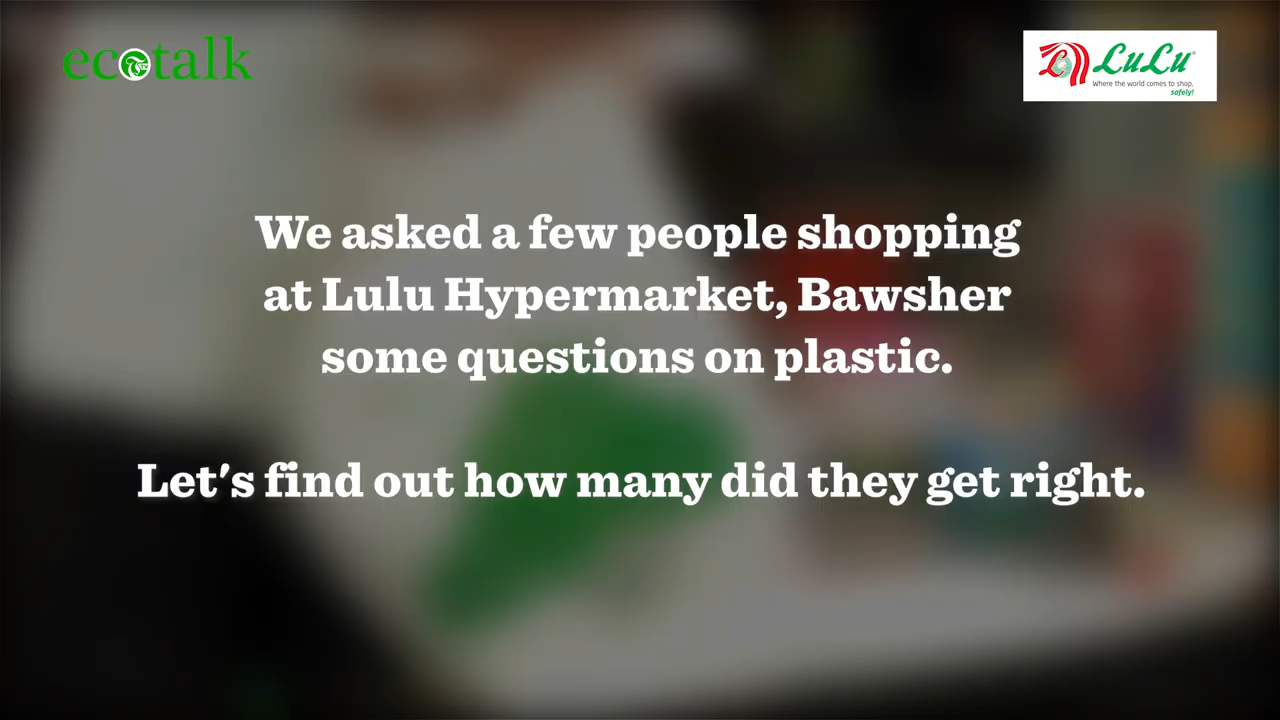 ecotalk
LuLu
Where the world comes to shop,
safely!
We asked a few people shopping
at Lulu Hypermarket, Bawsher
some questions on plastic.
Let's find out how many did they get right.